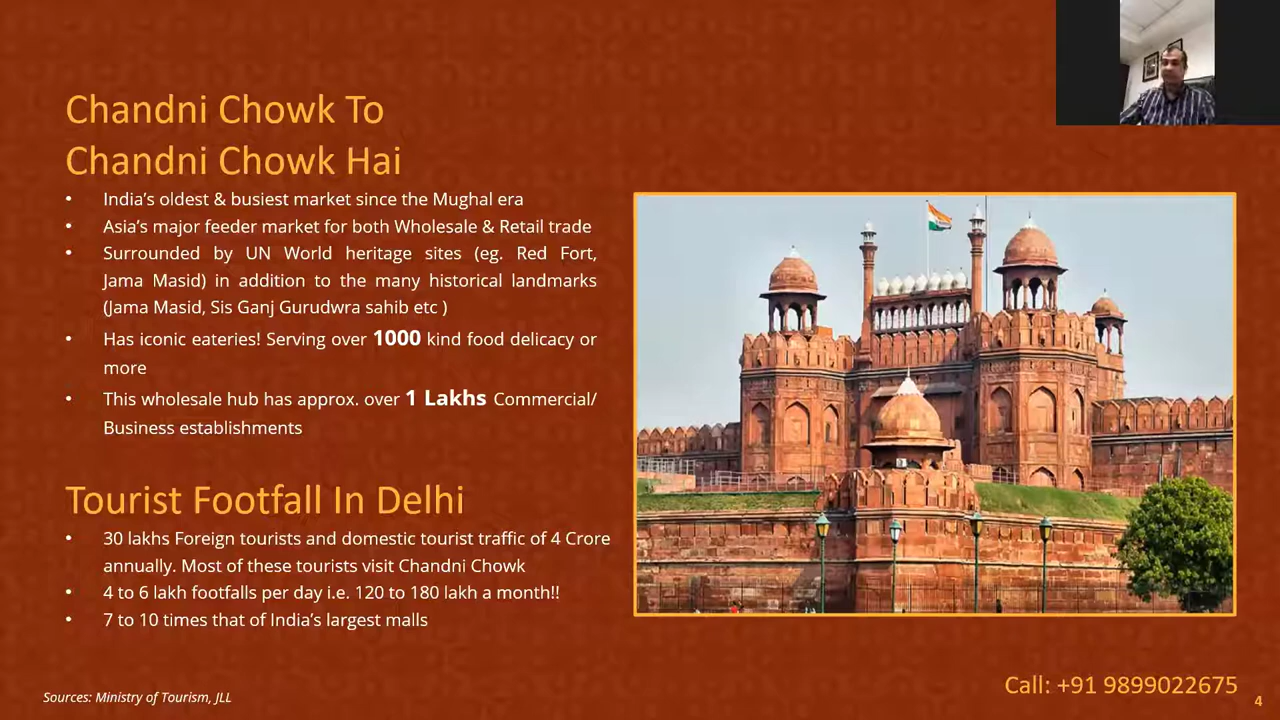 Chandni Chowk To
Chandni Chowk Hai
• India's oldest & busiest market since the Mughal era
• Asia's major feeder market for both Wholesale & Retail trade
• Surrounded by UN World heritage sites (eg. Red Fort,
Jama Masid) in addition to the many historical landmarks
(Jama Masid, Sis Ganj Gurudwra sahib etc )
• Has iconic eateries! Serving over 1000 kind food delicacy or
more
• This wholesale hub has approx. over 1 Lakhs Commercial/
Business establishments
Tourist Footfall In Delhi
• 30 lakhs Foreign tourists and domestic tourist traffic of 4 Crore
annually. Most of these tourists visit Chandni Chowk
• 4 to 6 lakh footfalls per day i.e. 120 to 180 lakh a month!!
• 7 to 10 times that of India's largest malls
Sources: Ministry of Tourism, JLL
Call: +91 9899022675
4